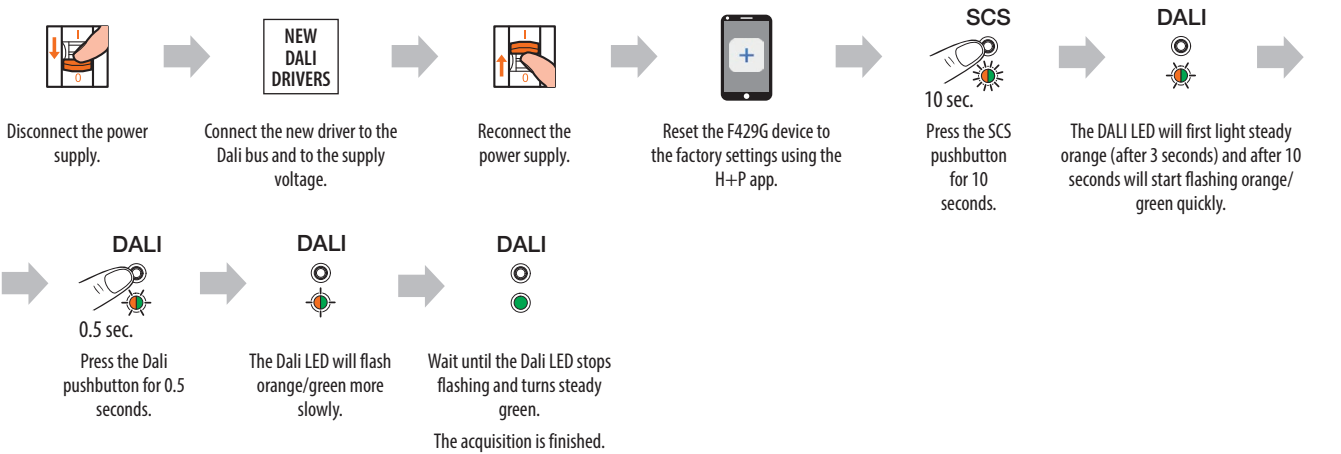 SCS
DALI
I
0
NEW
DALI
DRIVERS
I
0
10 sec.
Disconnect the power
supply.
Connect the new driver to the
Dali bus and to the supply
voltage.
Reconnect the
power supply.
Reset the F429G device to
the factory settings using the
H+P app.
Press the SCS
pushbutton
for 10
seconds.
The DALI LED will first light steady
orange (after 3 seconds) and after 10
seconds will start flashing orange/
green quickly.
DALI
DALI
DALI
0.5 sec.
Press the Dali
pushbutton for 0.5
seconds.
The Dali LED will flash
orange/green more
slowly.
Wait until the Dali LED stops
flashing and turns steady
green.
The acquisition is finished.